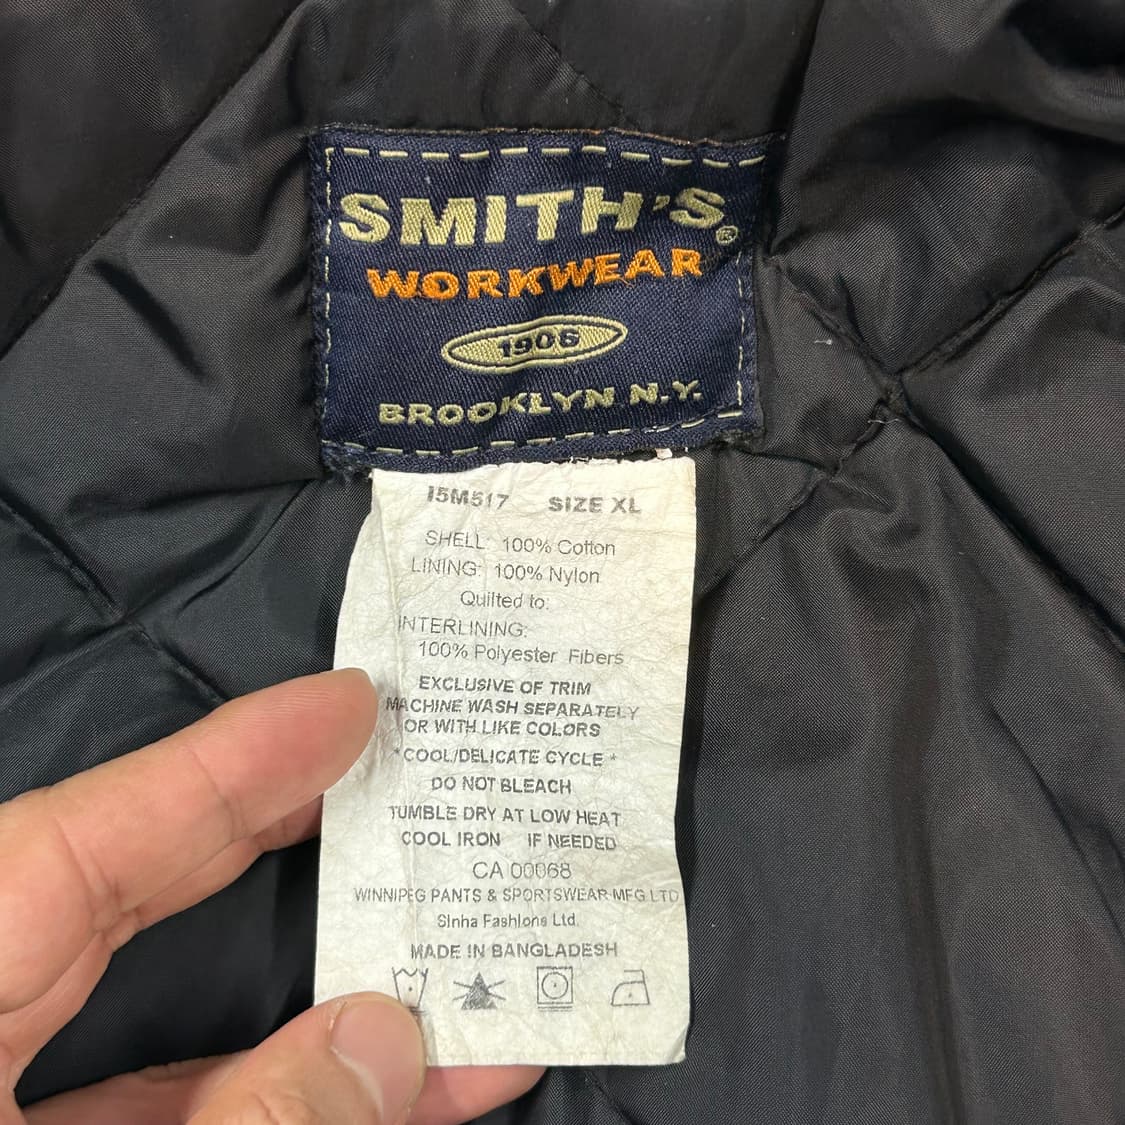 SMITH'S®
WORKWEAR
1906
BROOKLYN N.Y.
I5M517 SIZE XL
SHELL: 100% Cotton
LINING: 100% Nylon
Quilted to:
INTERLINING:
100% Polyester Fibers
EXCLUSIVE OF TRIM
MACHINE WASH SEPARATELY
OR WITH LIKE COLORS
*COOL/DELICATE CYCLE*
DO NOT BLEACH
TUMBLE DRY AT LOW HEAT
COOL IRON IF NEEDED
CA 00068
WINNIPEG PANTS & SPORTSWEAR MFG LTD
Sinha Fashions Ltd.
MADE IN BANGLADESH